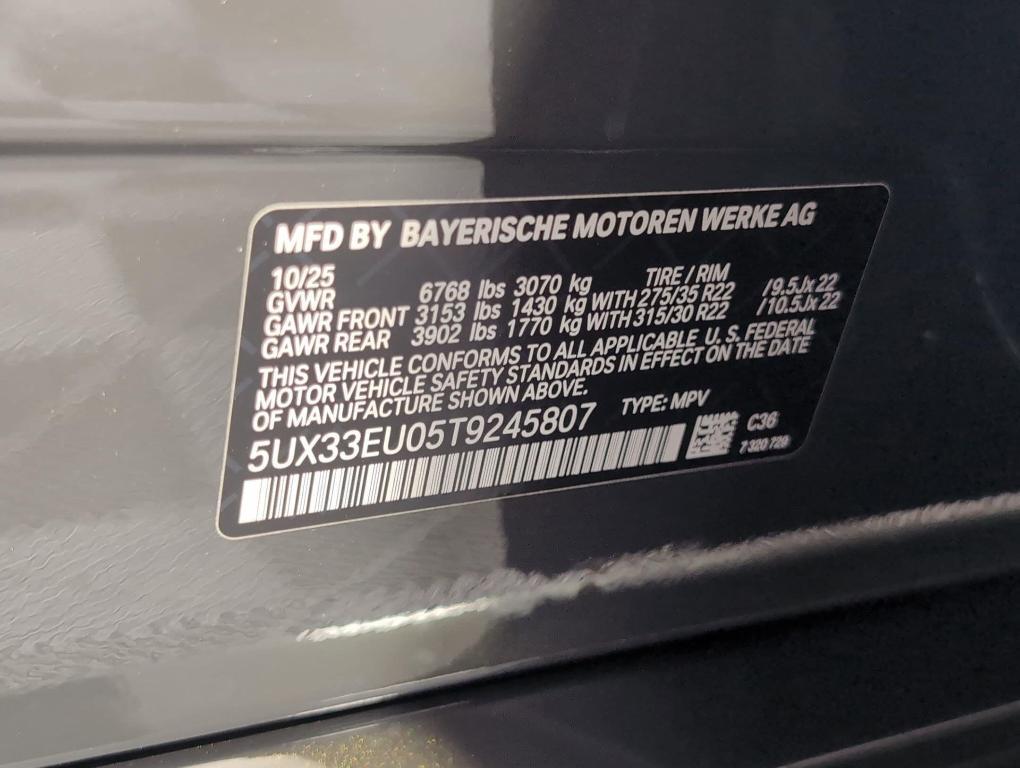 MFD BY BAYERISCHE MOTOREN WERKE AG
10/25 TIRE / RIM
GVWR 6768 lbs 3070 kg
GAWR FRONT 3153 lbs 1430 kg WITH 275/35 R22 /9.5Jx 22
GAWR REAR 3902 lbs 1770 kg WITH 315/30 R22 /10.5Jx 22
THIS VEHICLE CONFORMS TO ALL APPLICABLE U. S. FEDERAL
MOTOR VEHICLE SAFETY STANDARDS IN EFFECT ON THE DATE
OF MANUFACTURE SHOWN ABOVE.
5UX33EU05T9245807 TYPE: MPV
C36
7 320 729